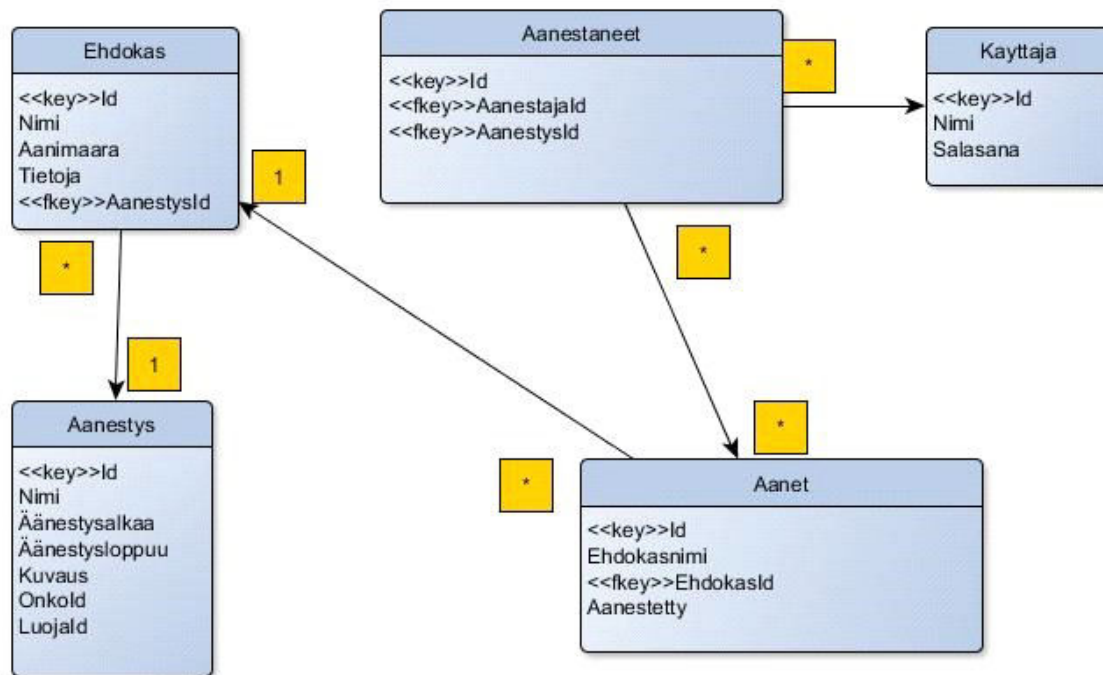 Ehdokas
<<key>>Id
Nimi
Aanimaara
Tietoja
<<fkey>>AanestysId
Aanestaneet
<<key>>Id
<<fkey>>AanestajaId
<<fkey>>AanestysId
*
Kayttaja
<<key>>Id
Nimi
Salasana
1
*
*
1
Aanestys
<<key>>Id
Nimi
Äänestysalkaa
Äänestysloppuu
Kuvaus
OnkoId
LuojaId
*
*
Aanet
<<key>>Id
Ehdokasnimi
<<fkey>>EhdokasId
Aanestetty